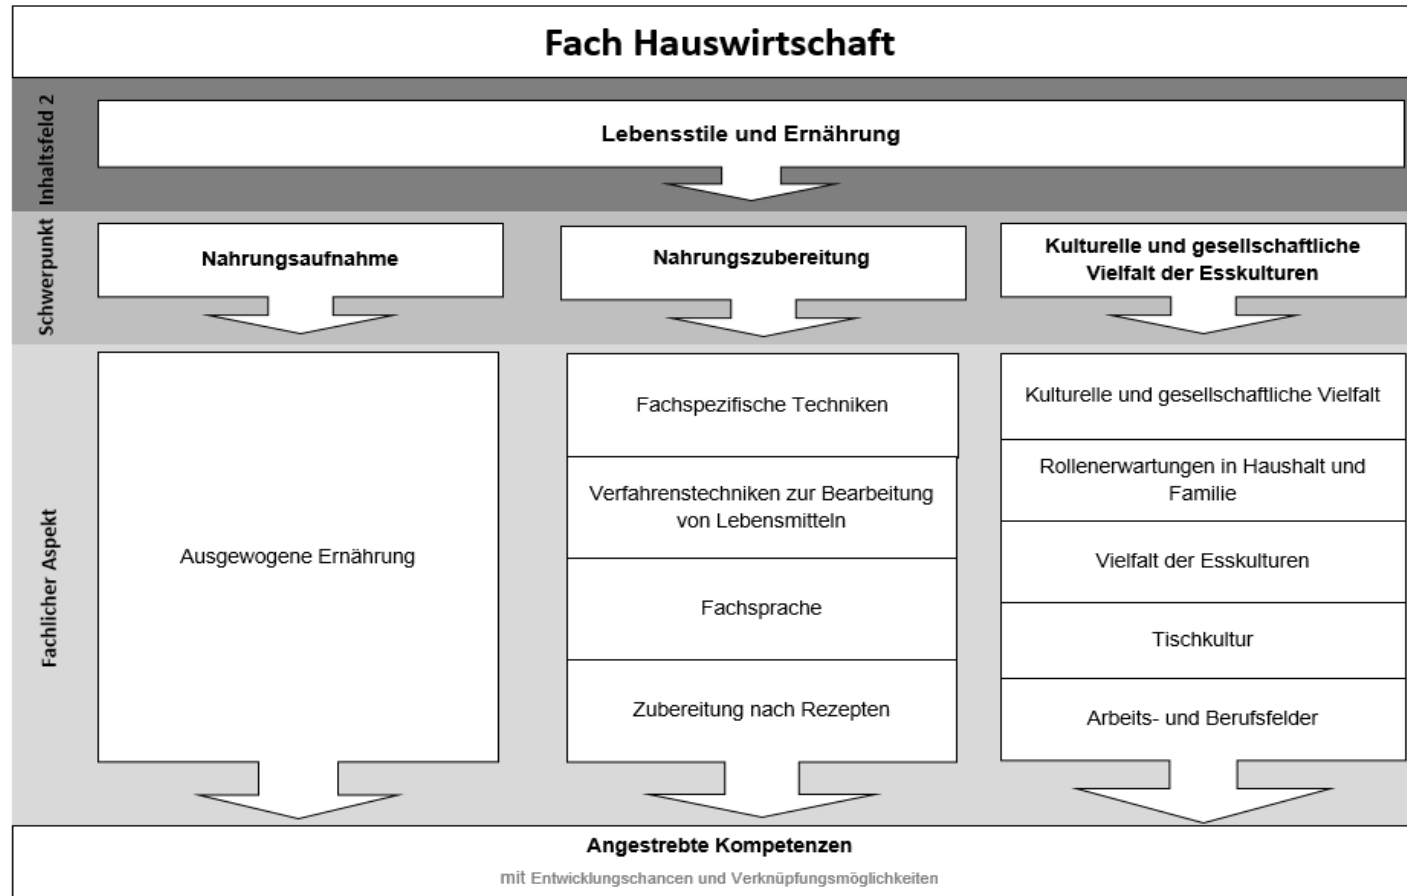 Fach Hauswirtschaft
Inhaltsfeld 2
Lebensstile und Ernährung
Schwerpunkt
Nahrungsaufnahme
Nahrungszubereitung
Kulturelle und gesellschaftliche
Vielfalt der Esskulturen
Fachlicher Aspekt
Ausgewogene Ernährung
Fachspezifische Techniken
Verfahrenstechniken zur Bearbeitung
von Lebensmitteln
Fachsprache
Zubereitung nach Rezepten
Kulturelle und gesellschaftliche Vielfalt
Rollenerwartungen in Haushalt und
Familie
Vielfalt der Esskulturen
Tischkultur
Arbeits- und Berufsfelder
Angestrebte Kompetenzen
mit Entwicklungschancen und Verknüpfungsmöglichkeiten